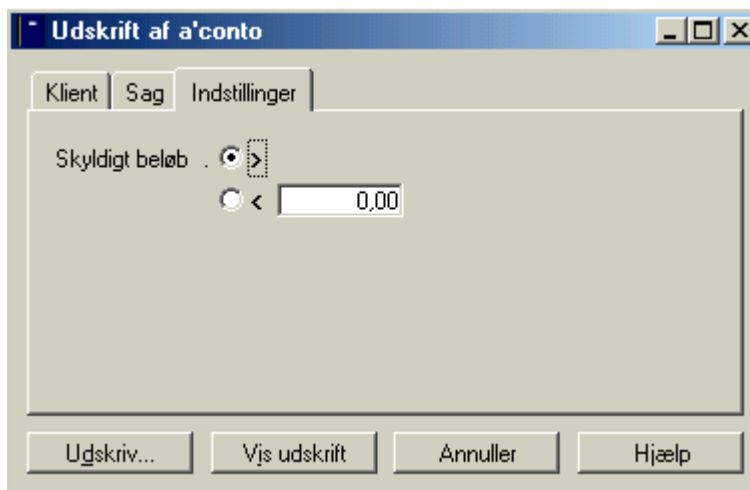 Udskrift af a'conto
Klient Sag Indstillinger
Skyldigt beløb . >
< 0,00
Udskriv... Vis udskrift Annuller Hjælp